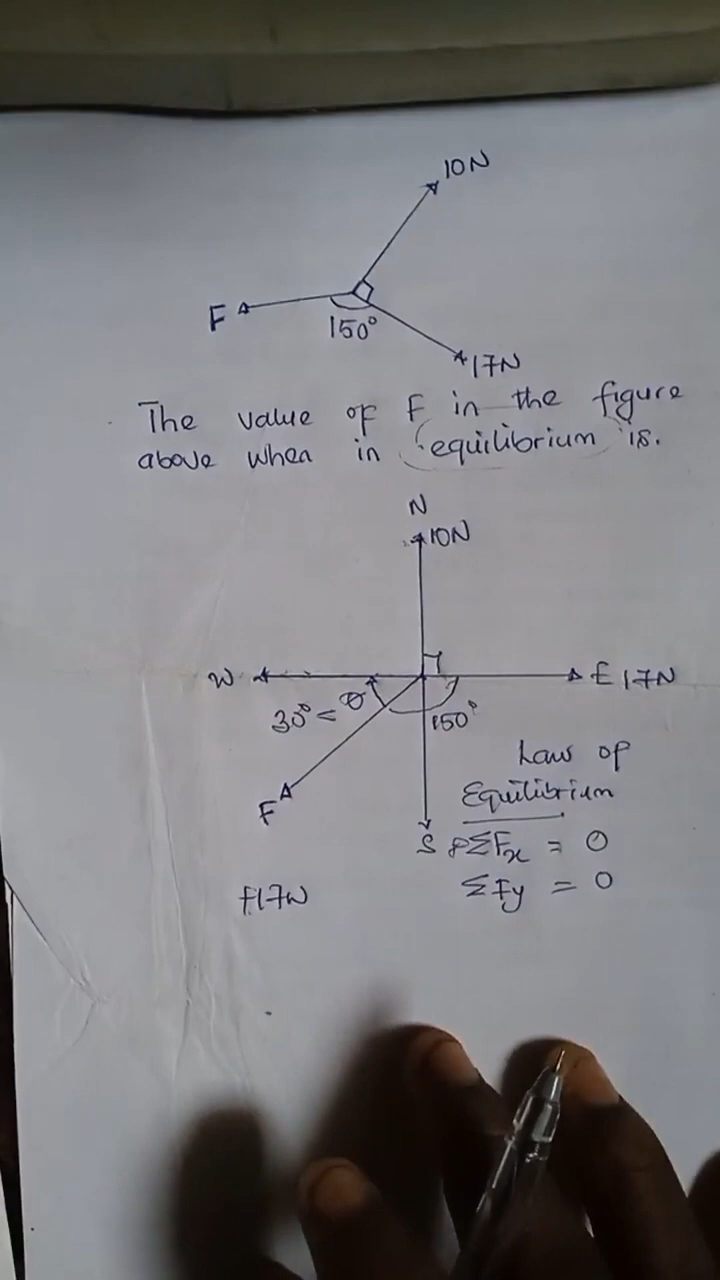 10N
F
150°
17N
The value of F in the figure
above when in equilibrium is.
N
10N
W
E 17N
30° = θ
150°
F
Law of
Equilibrium
S
ΣFx = 0
ΣFy = 0
f17N